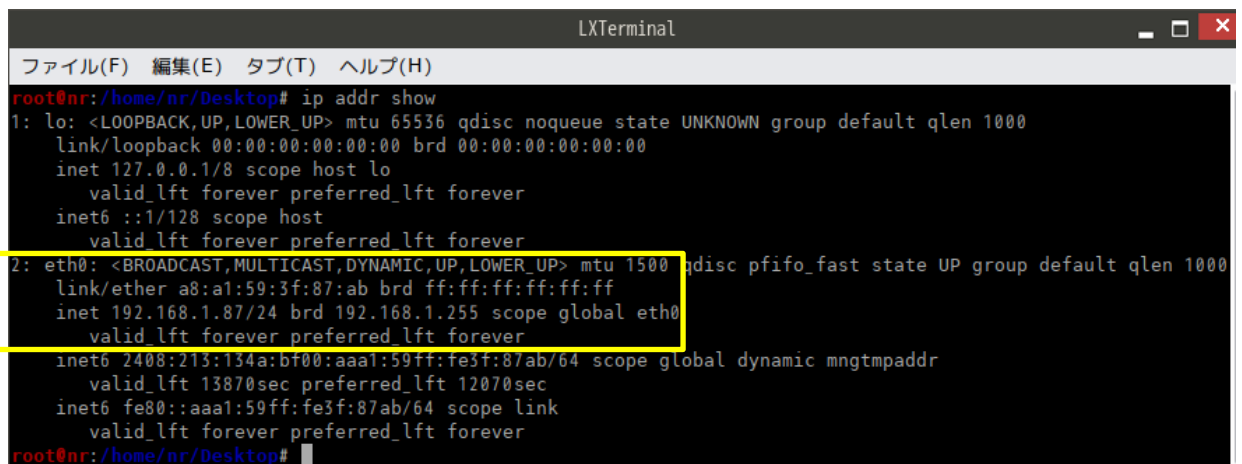 LXTerminal
ファイル(F) 編集(E) タブ(T) ヘルプ(H)
root@nr:/home/nr/Desktop# ip addr show
1: lo: <LOOPBACK,UP,LOWER_UP> mtu 65536 qdisc noqueue state UNKNOWN group default qlen 1000
link/loopback 00:00:00:00:00:00 brd 00:00:00:00:00:00
inet 127.0.0.1/8 scope host lo
valid_lft forever preferred_lft forever
inet6 ::1/128 scope host
valid_lft forever preferred_lft forever
2: eth0: <BROADCAST,MULTICAST,DYNAMIC,UP,LOWER_UP> mtu 1500 qdisc pfifo_fast state UP group default qlen 1000
link/ether a8:a1:59:3f:87:ab brd ff:ff:ff:ff:ff:ff
inet 192.168.1.87/24 brd 192.168.1.255 scope global eth0
valid_lft forever preferred_lft forever
inet6 2408:213:134a:bf00:aaa1:59ff:fe3f:87ab/64 scope global dynamic mngtmpaddr
valid_lft 13870sec preferred_lft 12070sec
inet6 fe80::aaa1:59ff:fe3f:87ab/64 scope link
valid_lft forever preferred_lft forever
root@nr:/home/nr/Desktop#